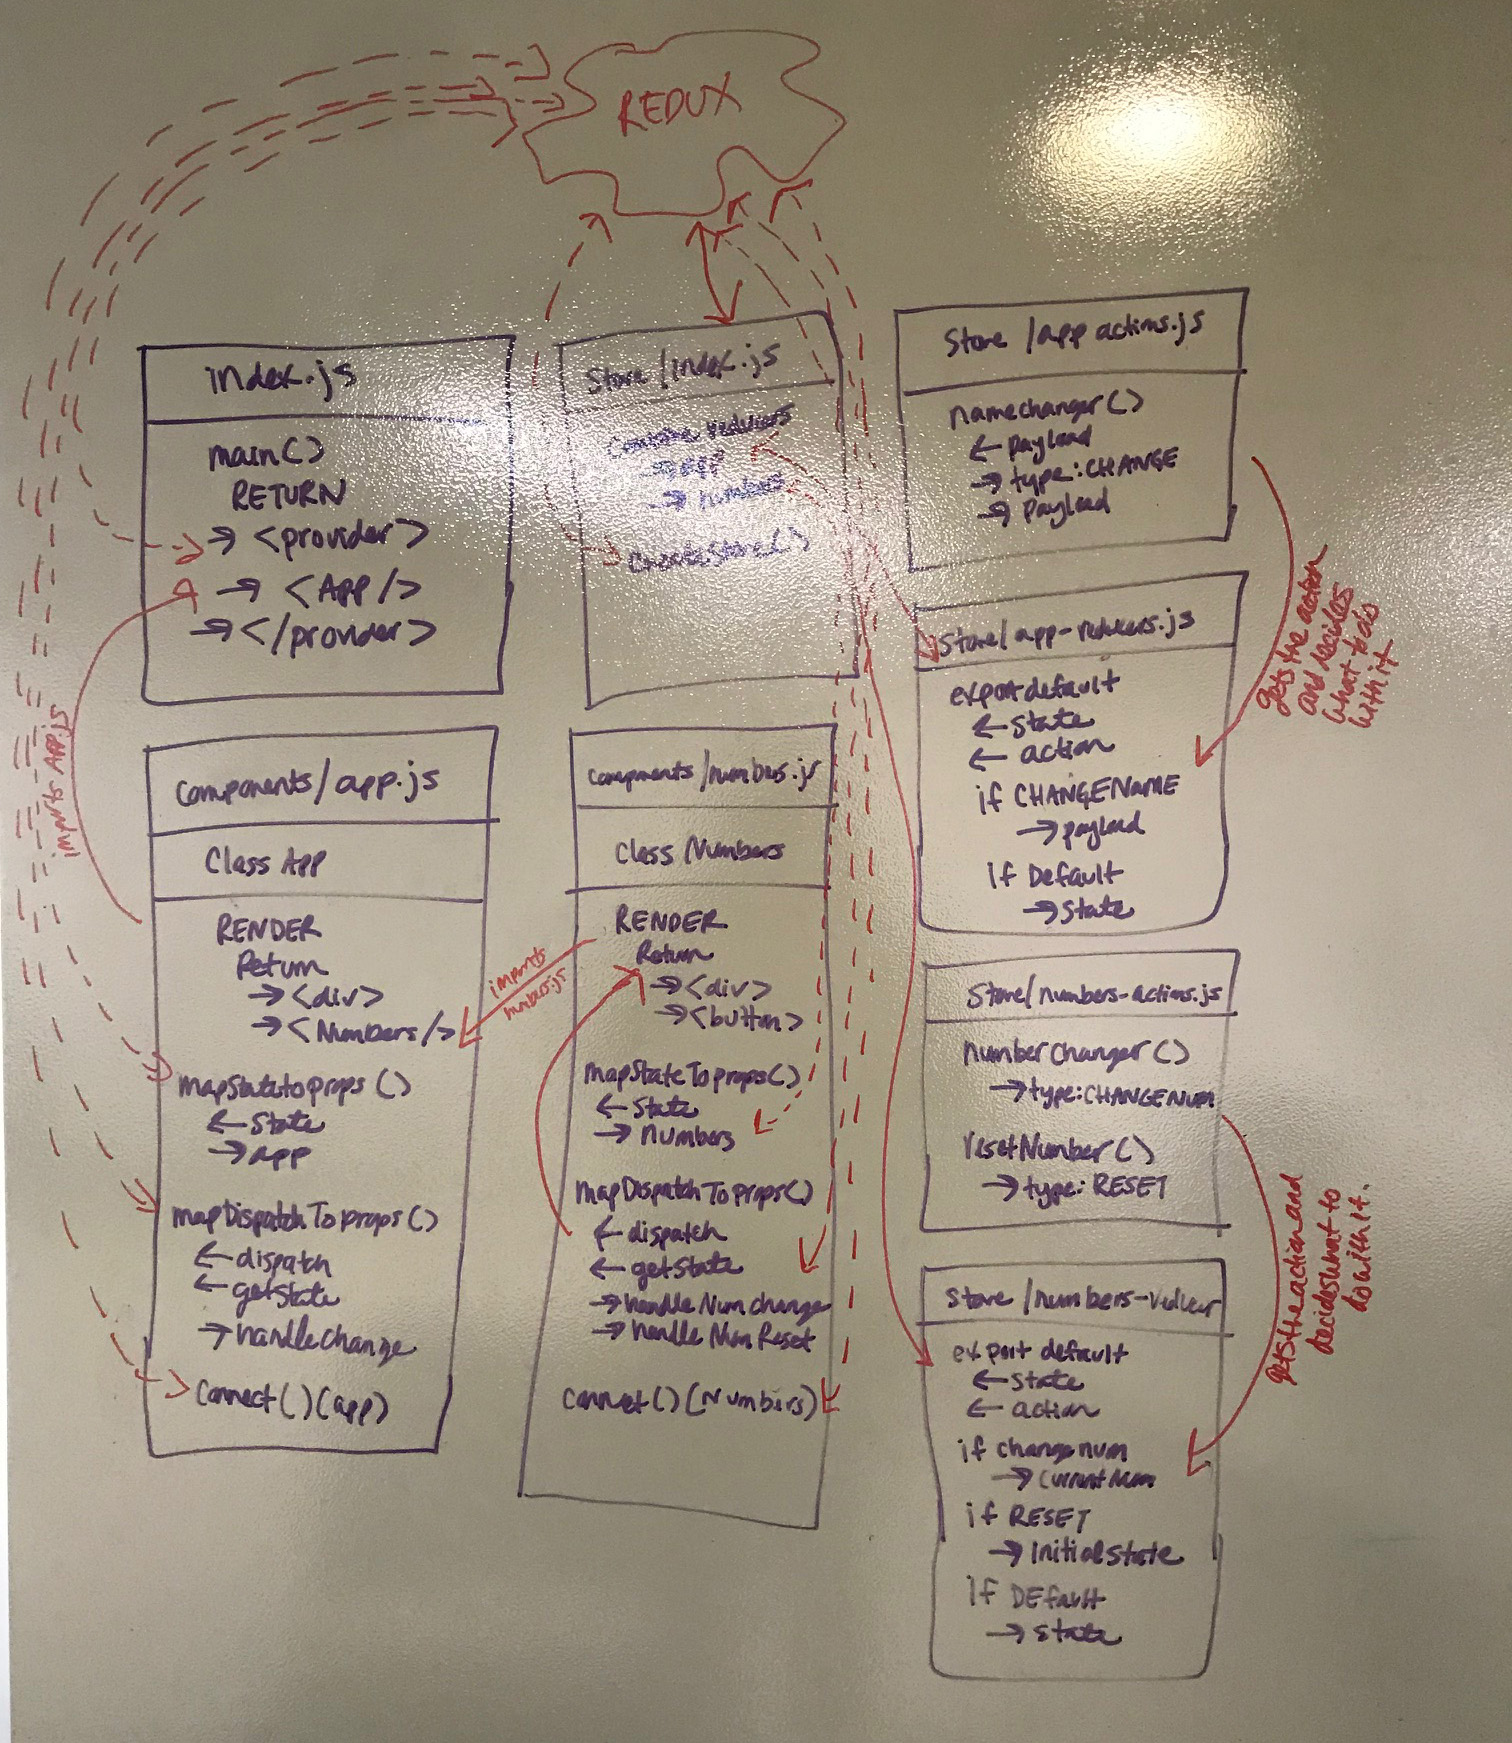 REDUX
index.js
main()
RETURN
→ <provider>
→ <App />
→ </provider>
imports App.js
Store/index.js
Combine reducers
→ app
→ numbers
createStore()
Store/app actions.js
namechanger()
← payload
→ type: CHANGE
→ Payload
gets the action
and decides
what to do
with it
Store/app-reducers.js
export default
← state
← action
if CHANGENAME
→ payload
if Default
→ state
Components/app.js
Class App
RENDER
Return
→ <div>
→ <Numbers/>
mapStatetoprops()
← State
→ app
mapDispatchToprops()
← dispatch
← getState
→ handlechange
Connect()(app)
imports
numbers.js
Components/numbers.js
Class Numbers
RENDER
Return
→ <div>
→ <button>
mapStateToprops()
← State
→ numbers
mapDispatchToprops()
← dispatch
← getState
→ handleNumchange
→ handleNumReset
Connect()(Numbers)
Store/numbers-actions.js
numberchanger()
→ type: CHANGENUM
resetNumber()
→ type: RESET
gets the action and
decides what to
do with it.
Store/numbers-reducer
export default
← state
← action
if changenum
→ currentNum
if RESET
→ initialstate
if DEfault
→ state